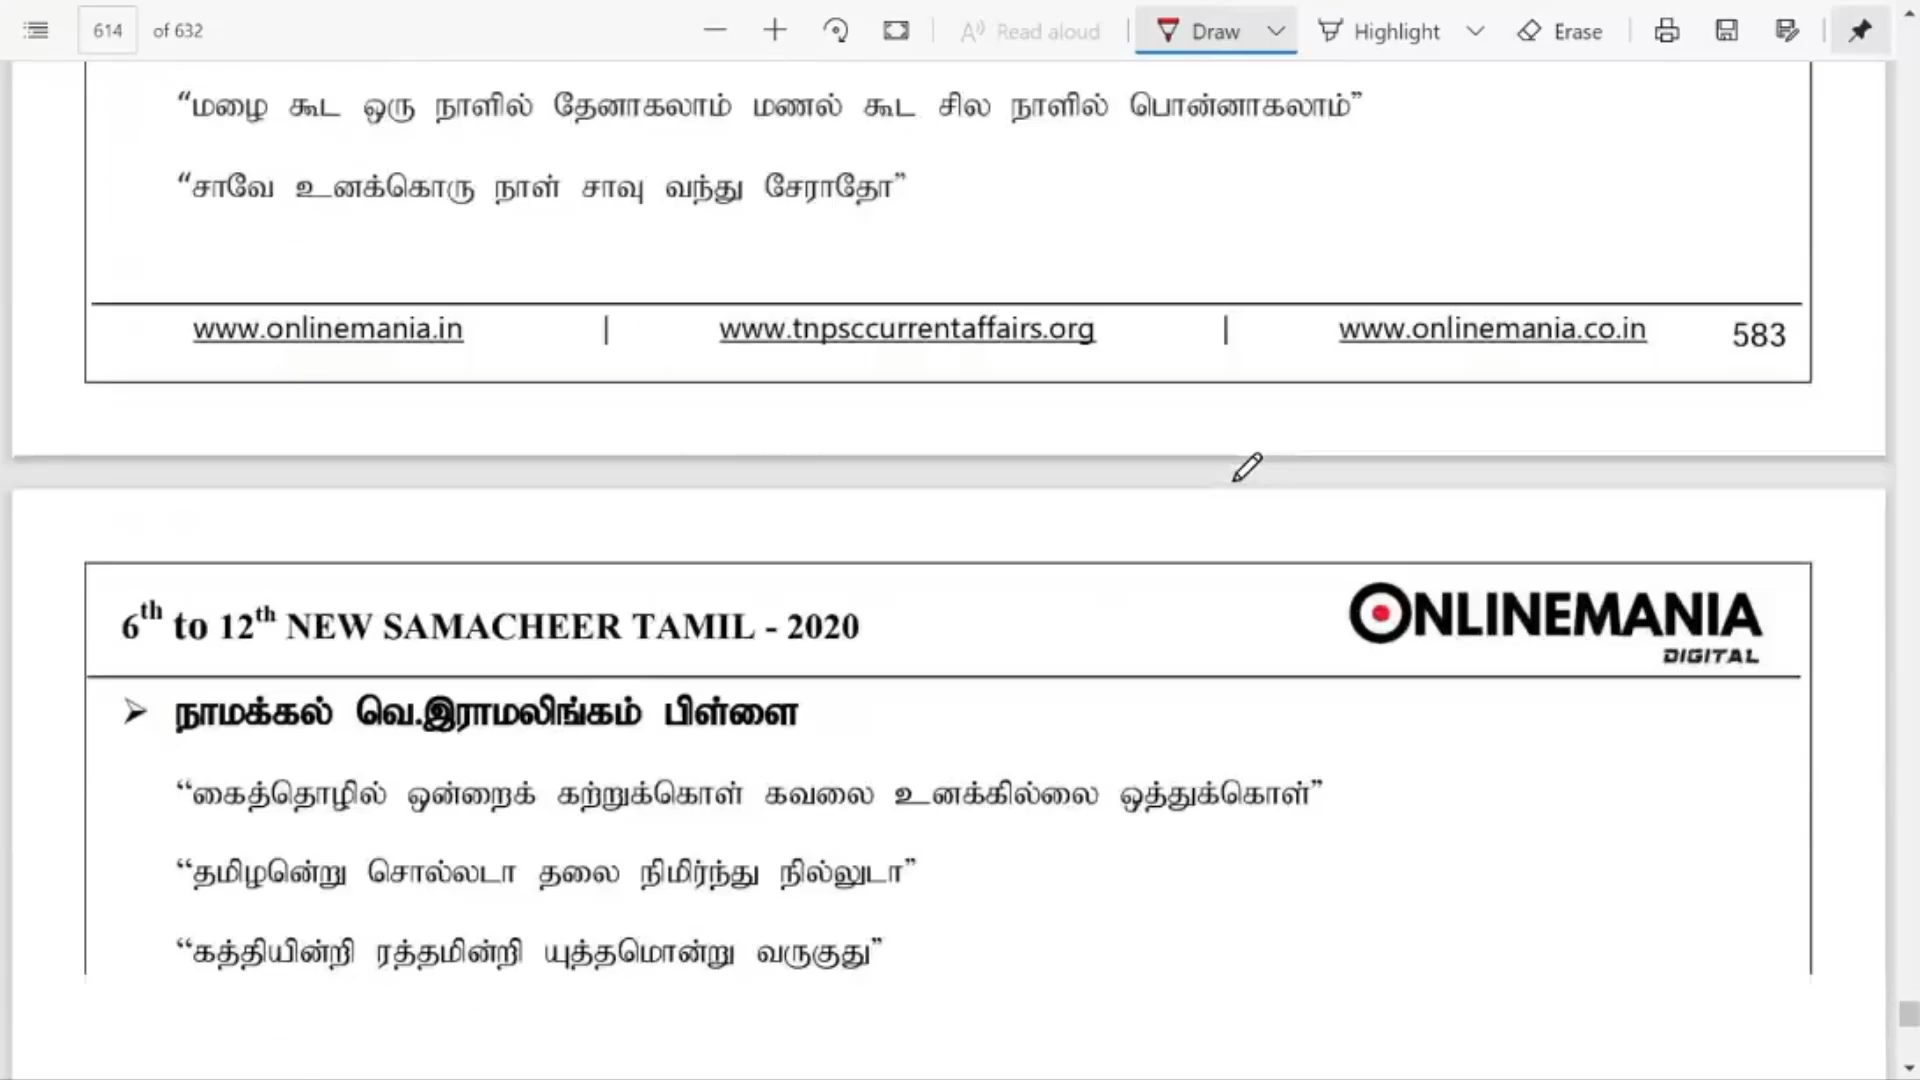 614 of 632 Read aloud Draw Highlight Erase
“மழை கூட ஒரு நாளில் தேனாகலாம் மணல் கூட சில நாளில் பொன்னாகலாம்”
“சாவே உனக்கொரு நாள் சாவு வந்து சேராதோ”
www.onlinemania.in | www.tnpsccurrentaffairs.org | www.onlinemania.co.in 583
6th to 12th NEW SAMACHEER TAMIL - 2020
ONLINEMANIA
DIGITAL
➢ நாமக்கல் வெ.இராமலிங்கம் பிள்ளை
“கைத்தொழில் ஒன்றைக் கற்றுக்கொள் கவலை உனக்கில்லை ஒத்துக்கொள்”
“தமிழனென்று சொல்லடா தலை நிமிர்ந்து நில்லுடா”
“கத்தியின்றி ரத்தமின்றி யுத்தமொன்று வருகுது”